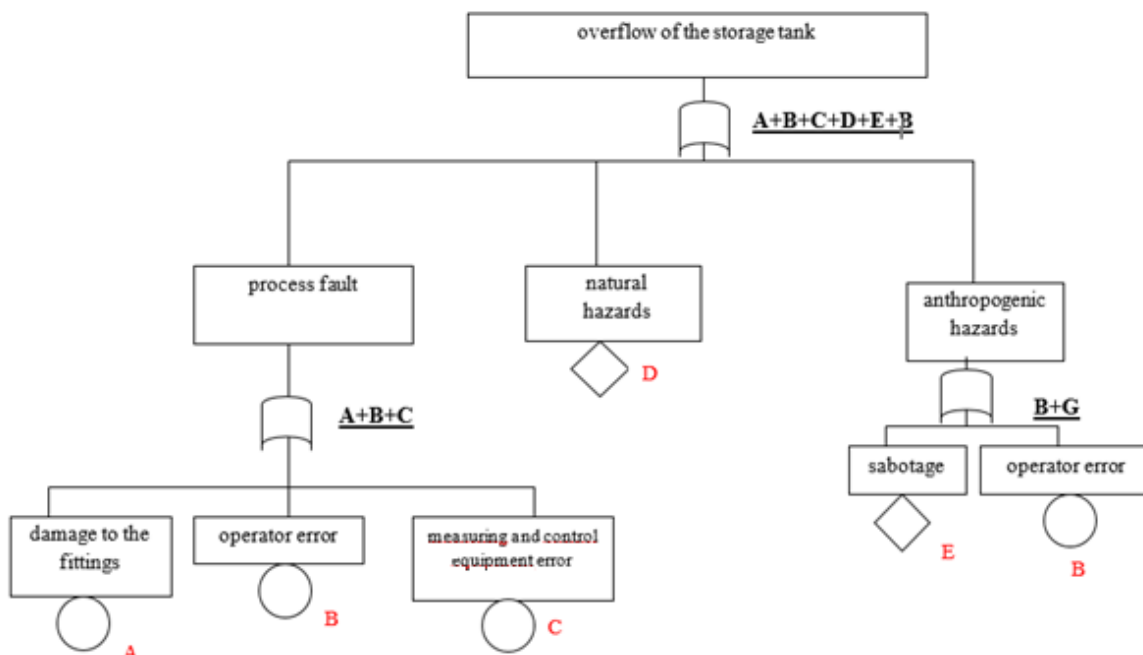 overflow of the storage tank
A+B+C+D+E+B
process fault
natural
hazards
anthropogenic
hazards
D
A+B+C
B+G
sabotage
operator error
damage to the
fittings
operator error
measuring and control
equipment error
E
B
B
C
A